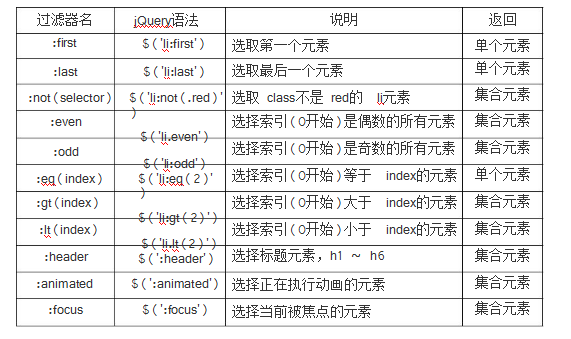 过滤器名 jQuery语法 说明 返回
:first $('li:first') 选取第一个元素 单个元素
:last $('li:last') 选取最后一个元素 单个元素
:not(selector) $('li:not(.red)') 选取 class不是 red的 li元素 集合元素
:even $('li.even') 选择索引(0开始)是偶数的所有元素 集合元素
:odd $('li:odd') 选择索引(0开始)是奇数的所有元素 集合元素
:eq(index) $('li:eq(2)') 选择索引(0开始)等于 index的元素 单个元素
:gt(index) $('li:gt(2)') 选择索引(0开始)大于 index的元素 集合元素
:lt(index) $('li.lt(2)') 选择索引(0开始)小于 index的元素 集合元素
:header $(':header') 选择标题元素，h1 ~ h6 集合元素
:animated $(':animated') 选择正在执行动画的元素 集合元素
:focus $(':focus') 选择当前被焦点的元素 集合元素